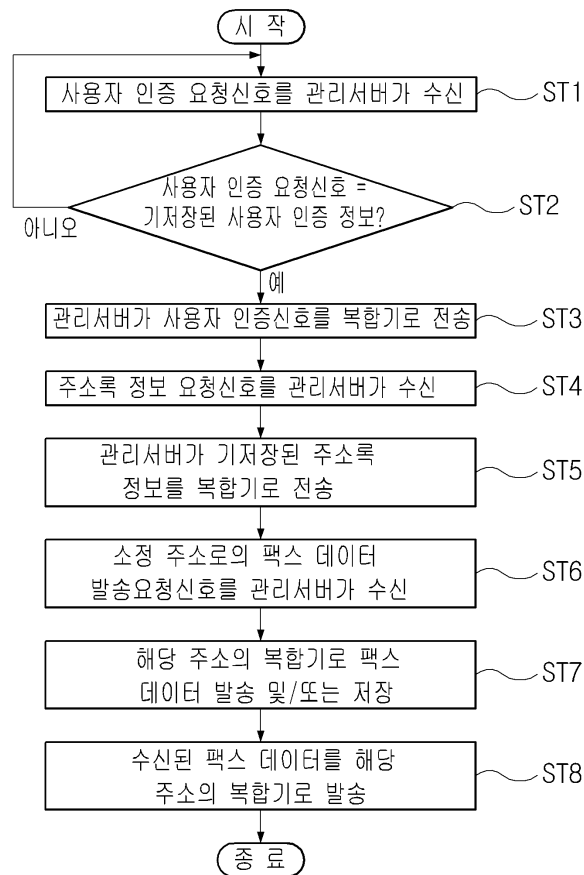 시 작
사용자 인증 요청신호를 관리서버가 수신
ST1
사용자 인증 요청신호 =
기저장된 사용자 인증 정보?
ST2
아니오
예
관리서버가 사용자 인증신호를 복합기로 전송
ST3
주소록 정보 요청신호를 관리서버가 수신
ST4
관리서버가 기저장된 주소록
정보를 복합기로 전송
ST5
소정 주소로의 팩스 데이터
발송요청신호를 관리서버가 수신
ST6
해당 주소의 복합기로 팩스
데이터 발송 및/또는 저장
ST7
수신된 팩스 데이터를 해당
주소의 복합기로 발송
ST8
종 료